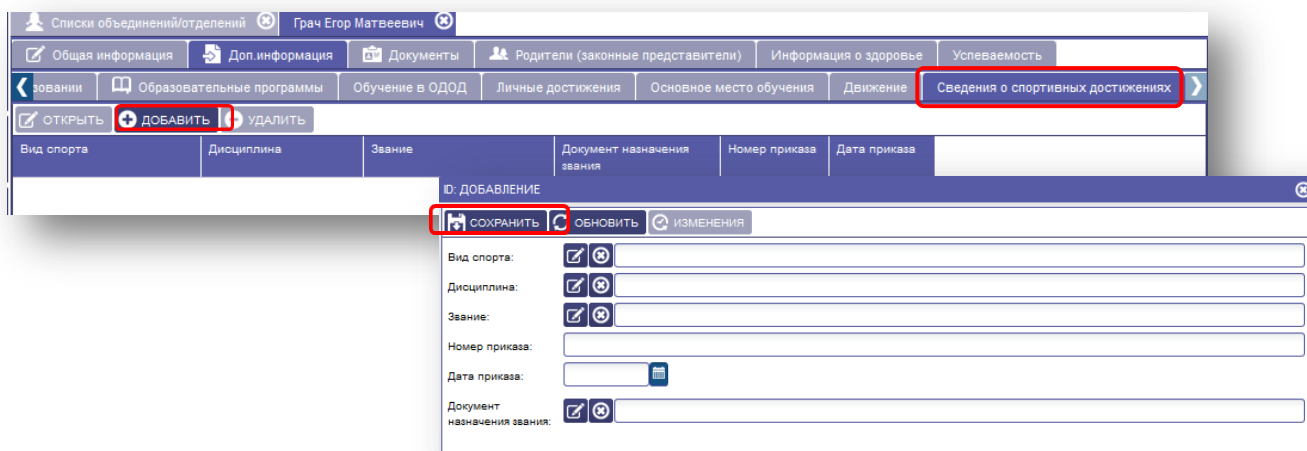 Списки объединений/отделений Грач Егор Матвеевич
Общая информация Доп.информация Документы Родители (законные представители) Информация о здоровье Успеваемость
зовании Образовательные программы Обучение в ОДОД Личные достижения Основное место обучения Движение Сведения о спортивных достижениях
ОТКРЫТЬ ДОБАВИТЬ УДАЛИТЬ
Вид спорта Дисциплина Звание Документ назначения Номер приказа Дата приказа
звания
ID: ДОБАВЛЕНИЕ
СОХРАНИТЬ ОБНОВИТЬ ИЗМЕНЕНИЯ
Вид спорта:
Дисциплина:
Звание:
Номер приказа:
Дата приказа:
Документ
назначения звания: